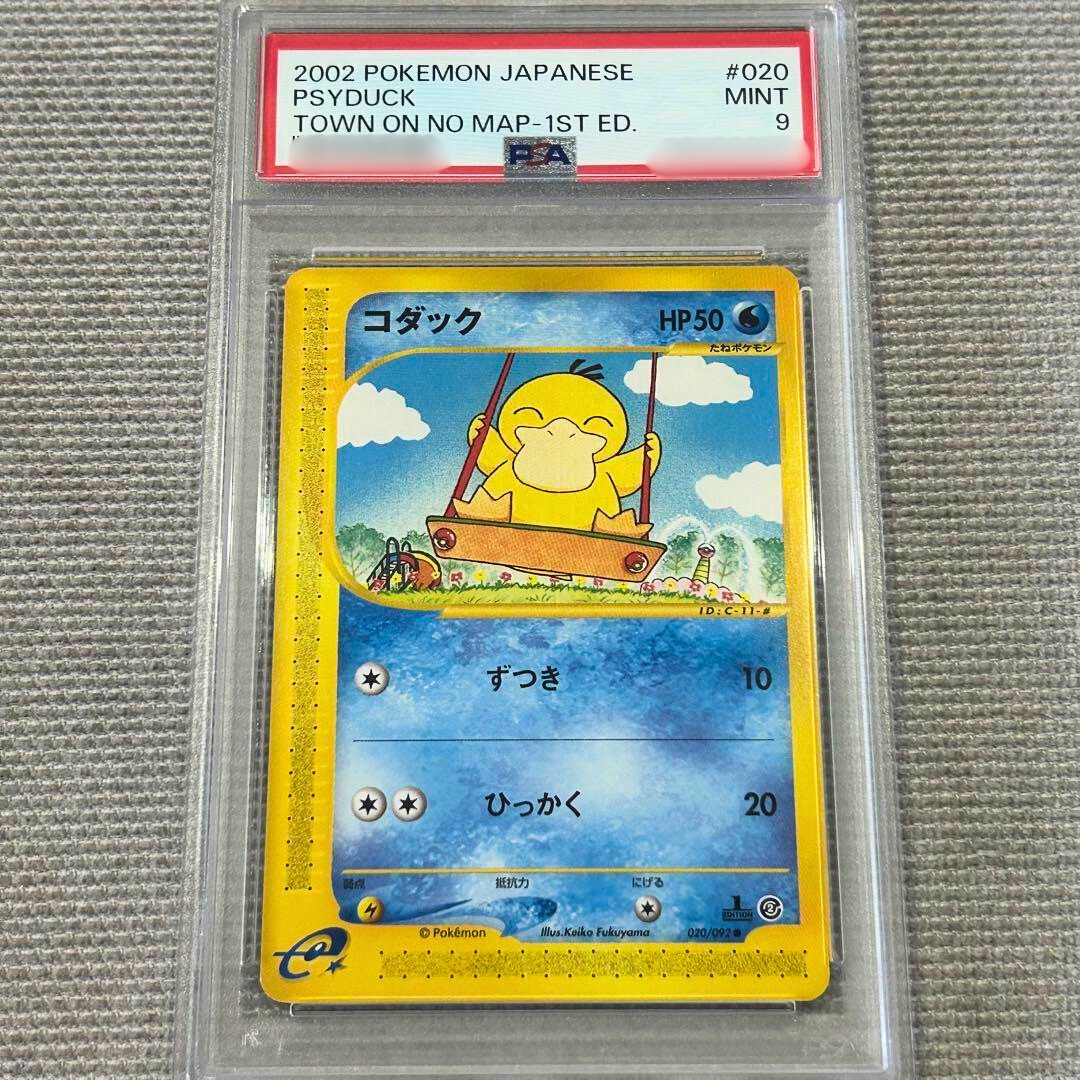 2002 POKEMON JAPANESE #020
PSYDUCK MINT
TOWN ON NO MAP-1ST ED. 9
PSA
コダック HP50
たねポケモン
ID:C-11-#
ずつき 10
ひっかく 20
弱点 抵抗力 にげる
1
EDITION
© Pokémon Illus.Keiko Fukuyama 020/092
e